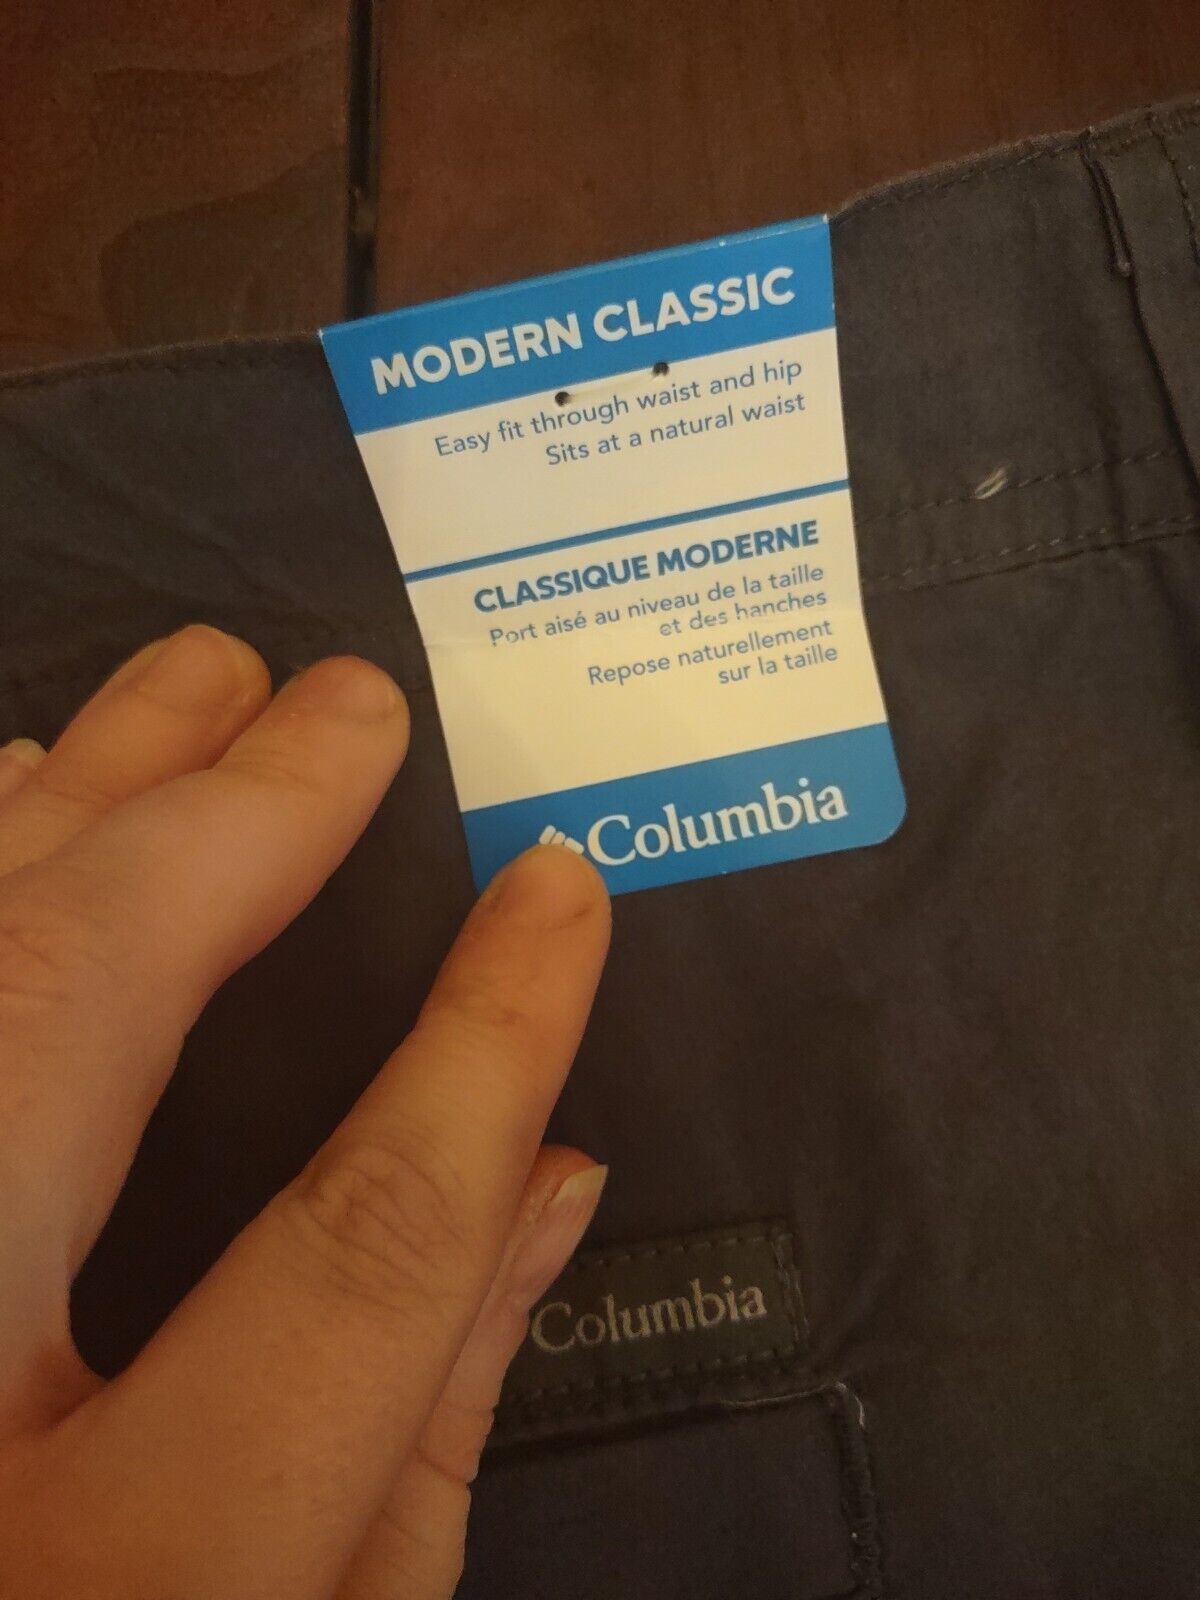 MODERN CLASSIC
Easy fit through waist and hip
Sits at a natural waist
CLASSIQUE MODERNE
Port aisé au niveau de la taille
et des hanches
Repose naturellement
sur la taille
Columbia
Columbia